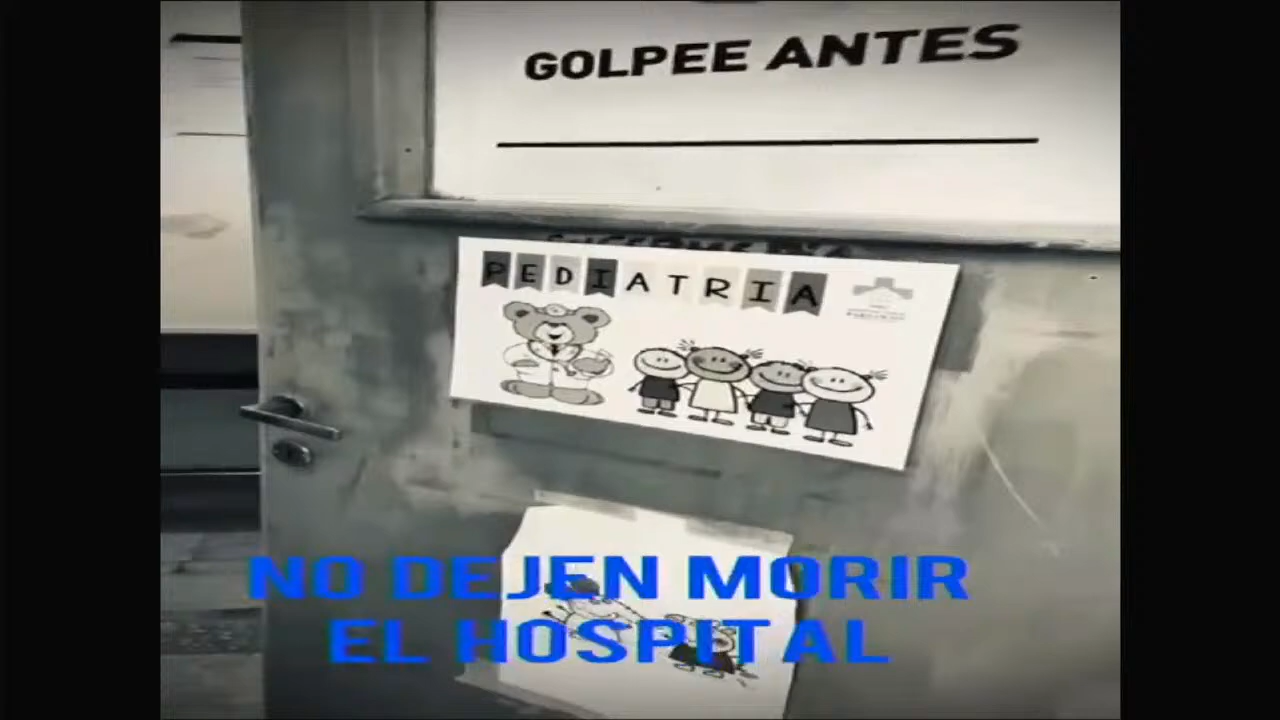 GOLPEE ANTES
PEDIATRIA
NO DEJEN MORIR
EL HOSPITAL